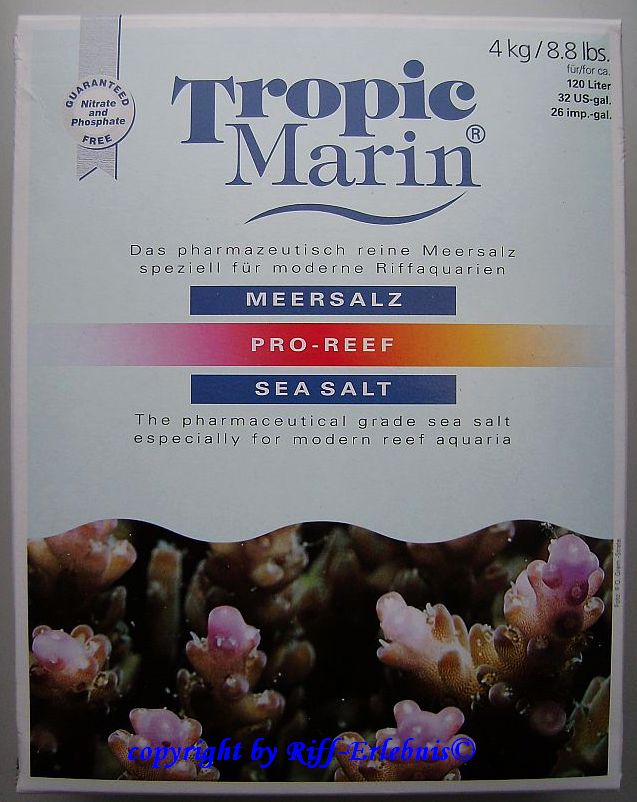 4 kg / 8.8 lbs.
für/for ca.
120 Liter
32 US-gal.
26 imp.-gal.
GUARANTEED
Nitrate
and
Phosphate
FREE
Tropic
Marin®
Das pharmazeutisch reine Meersalz
speziell für moderne Riffaquarien
MEERSALZ
PRO-REEF
SEA SALT
The pharmaceutical grade sea salt
especially for modern reef aquaria
copyright by Riff-Erlebnis©